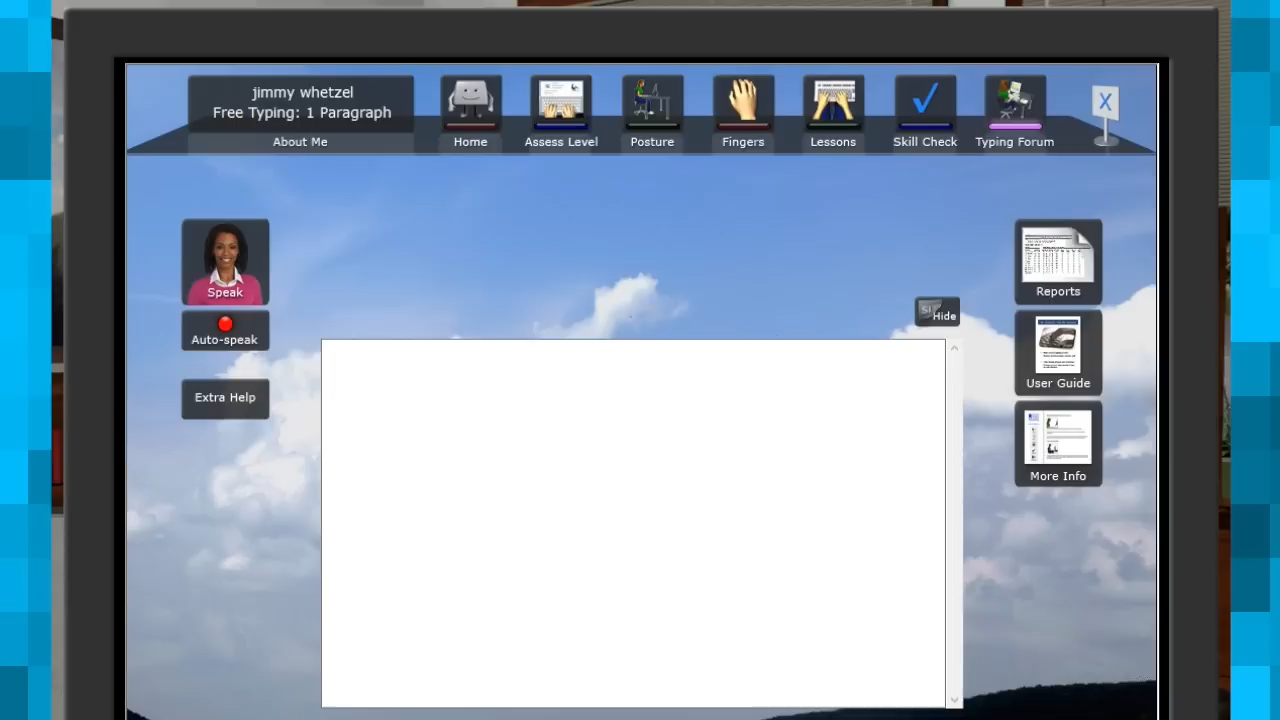 jimmy whetzel
Free Typing: 1 Paragraph
About Me
Home
Assess Level
Posture
Fingers
Lessons
Skill Check
Typing Forum
X
Speak
Auto-speak
Extra Help
Hide
Reports
User Guide
More Info